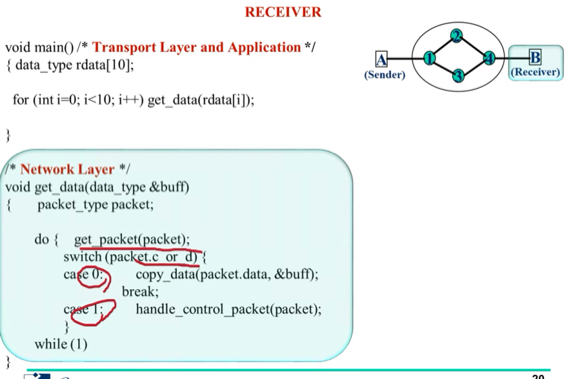 RECEIVER
void main() /* Transport Layer and Application */
{ data_type rdata[10];
for (int i=0; i<10; i++) get_data(rdata[i]);
}
A
(Sender)
1
2
3
4
B
(Receiver)
/* Network Layer */
void get_data(data_type &buff)
{ packet_type packet;
do { get_packet(packet);
switch (packet.c_or_d) {
case 0: copy_data(packet.data, &buff);
break;
case 1: handle_control_packet(packet);
}
while (1)
}
20